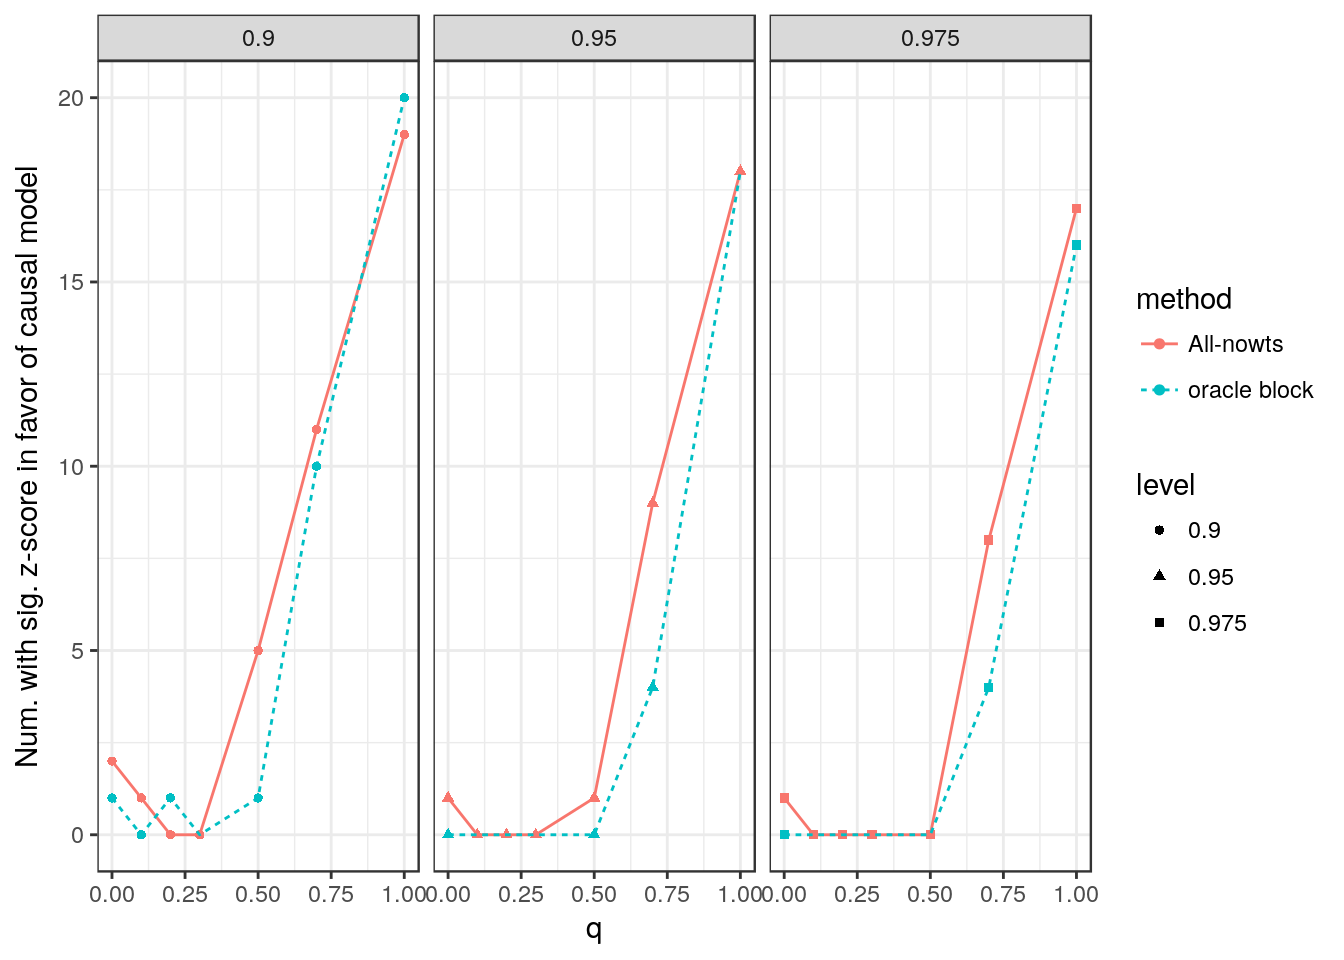 0.9 0.95 0.975
Num. with sig. z-score in favor of causal model
20
15
10
5
0
0.00 0.25 0.50 0.75 1.00 0.00 0.25 0.50 0.75 1.00 0.00 0.25 0.50 0.75 1.00
q
method
All-nowts
oracle block
level
0.9
0.95
0.975